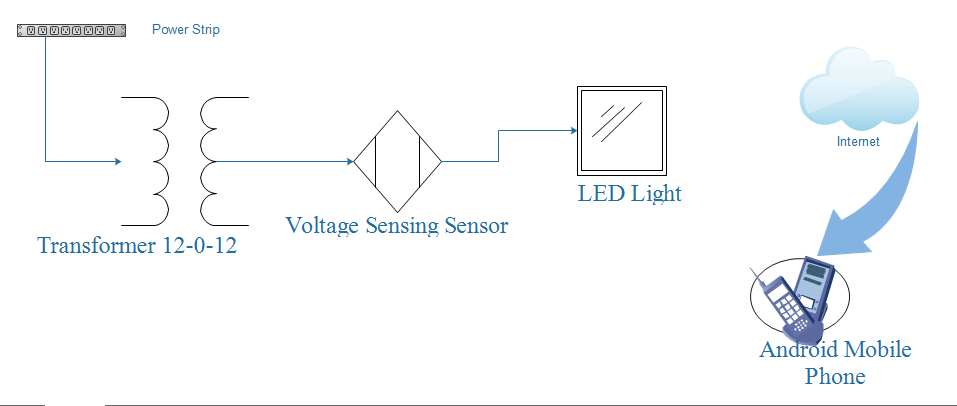 Power Strip
Internet
LED Light
Voltage Sensing Sensor
Transformer 12-0-12
Android Mobile
Phone